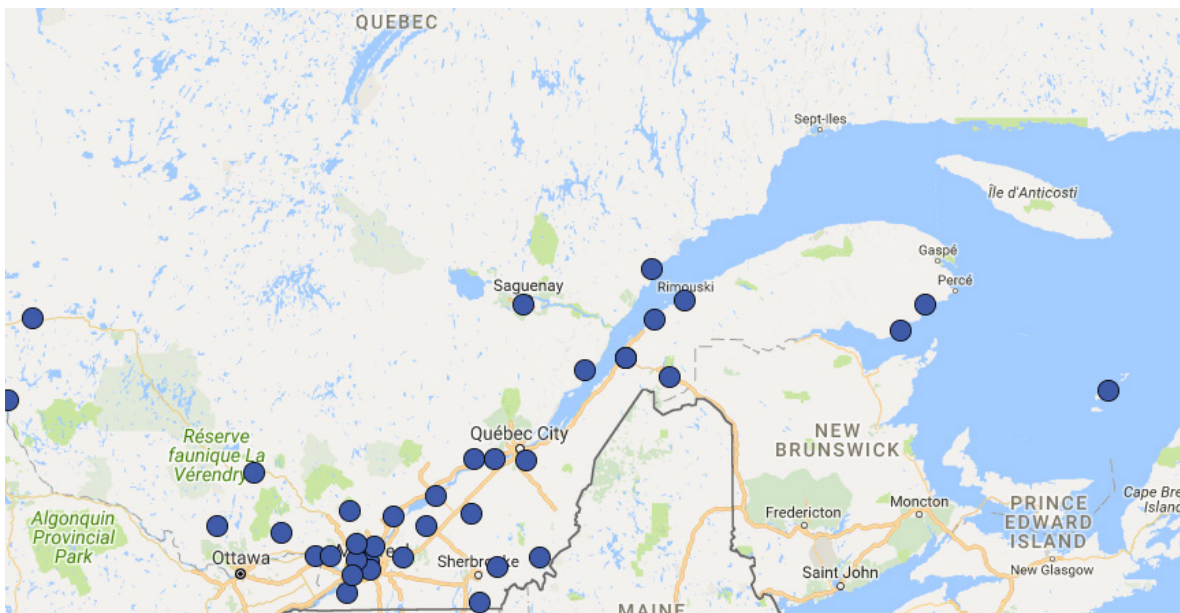 QUEBEC
Sept-Iles
Île d'Anticosti
Gaspé
Percé
Saguenay
Rimouski
Québec City
Réserve
faunique La
Vérendry
NEW
BRUNSWICK
Algonquin
Provincial
Park
Ottawa
Sherbrooke
Fredericton
Moncton
PRINCE
EDWARD
ISLAND
Cape Bre
Island
New Glasgow
Saint John
MAINE